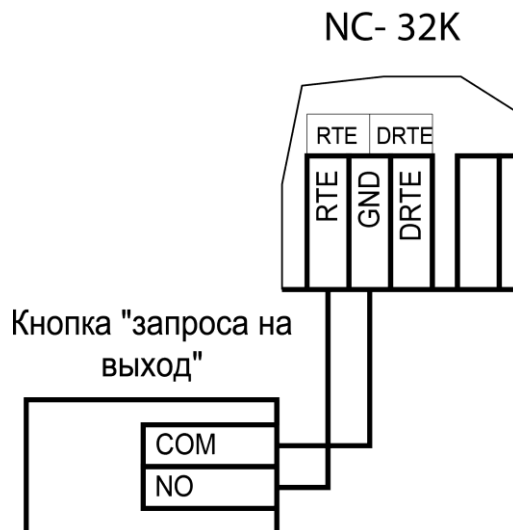 NC- 32K
RTE DRTE
RTE GND DRTE
Кнопка "запроса на
выход"
COM
NO